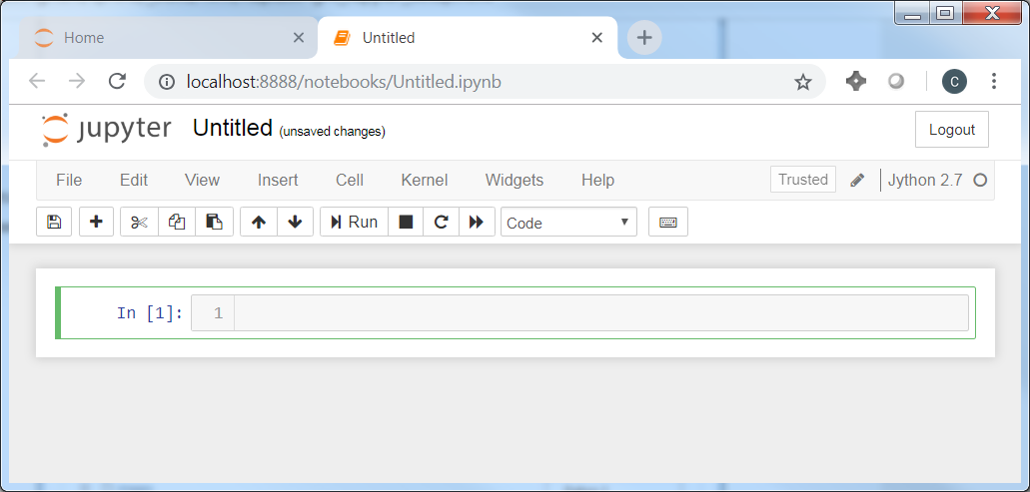 Home
Untitled
localhost:8888/notebooks/Untitled.ipynb
C
jupyter Untitled (unsaved changes) Logout
File Edit View Insert Cell Kernel Widgets Help Trusted Jython 2.7
Run Code
In [1]: 1